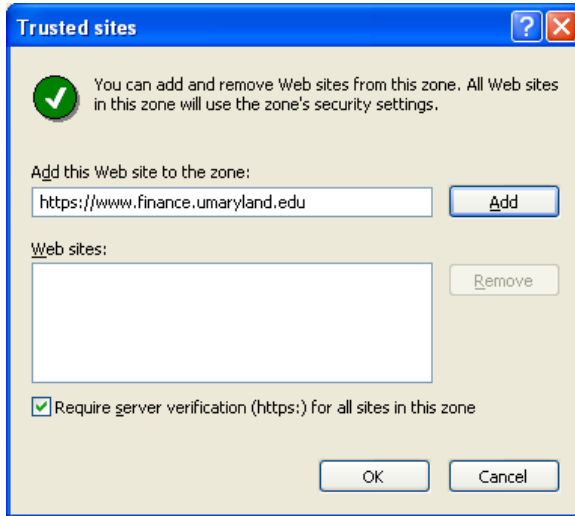 Trusted sites
You can add and remove Web sites from this zone. All Web sites
in this zone will use the zone's security settings.
Add this Web site to the zone:
https://www.finance.umaryland.edu
Add
Web sites:
Remove
Require server verification (https:) for all sites in this zone
OK
Cancel